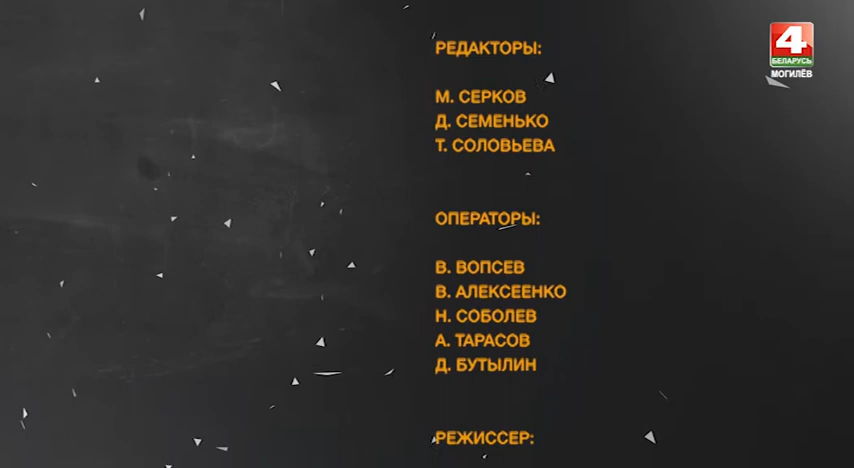 РЕДАКТОРЫ:
М. СЕРКОВ
Д. СЕМЕНЬКО
Т. СОЛОВЬЕВА
ОПЕРАТОРЫ:
В. ВОПСЕВ
В. АЛЕКСЕЕНКО
Н. СОБОЛЕВ
А. ТАРАСОВ
Д. БУТЫЛИН
РЕЖИССЕР:
4
БЕЛАРУСЬ
МОГИЛЁВ